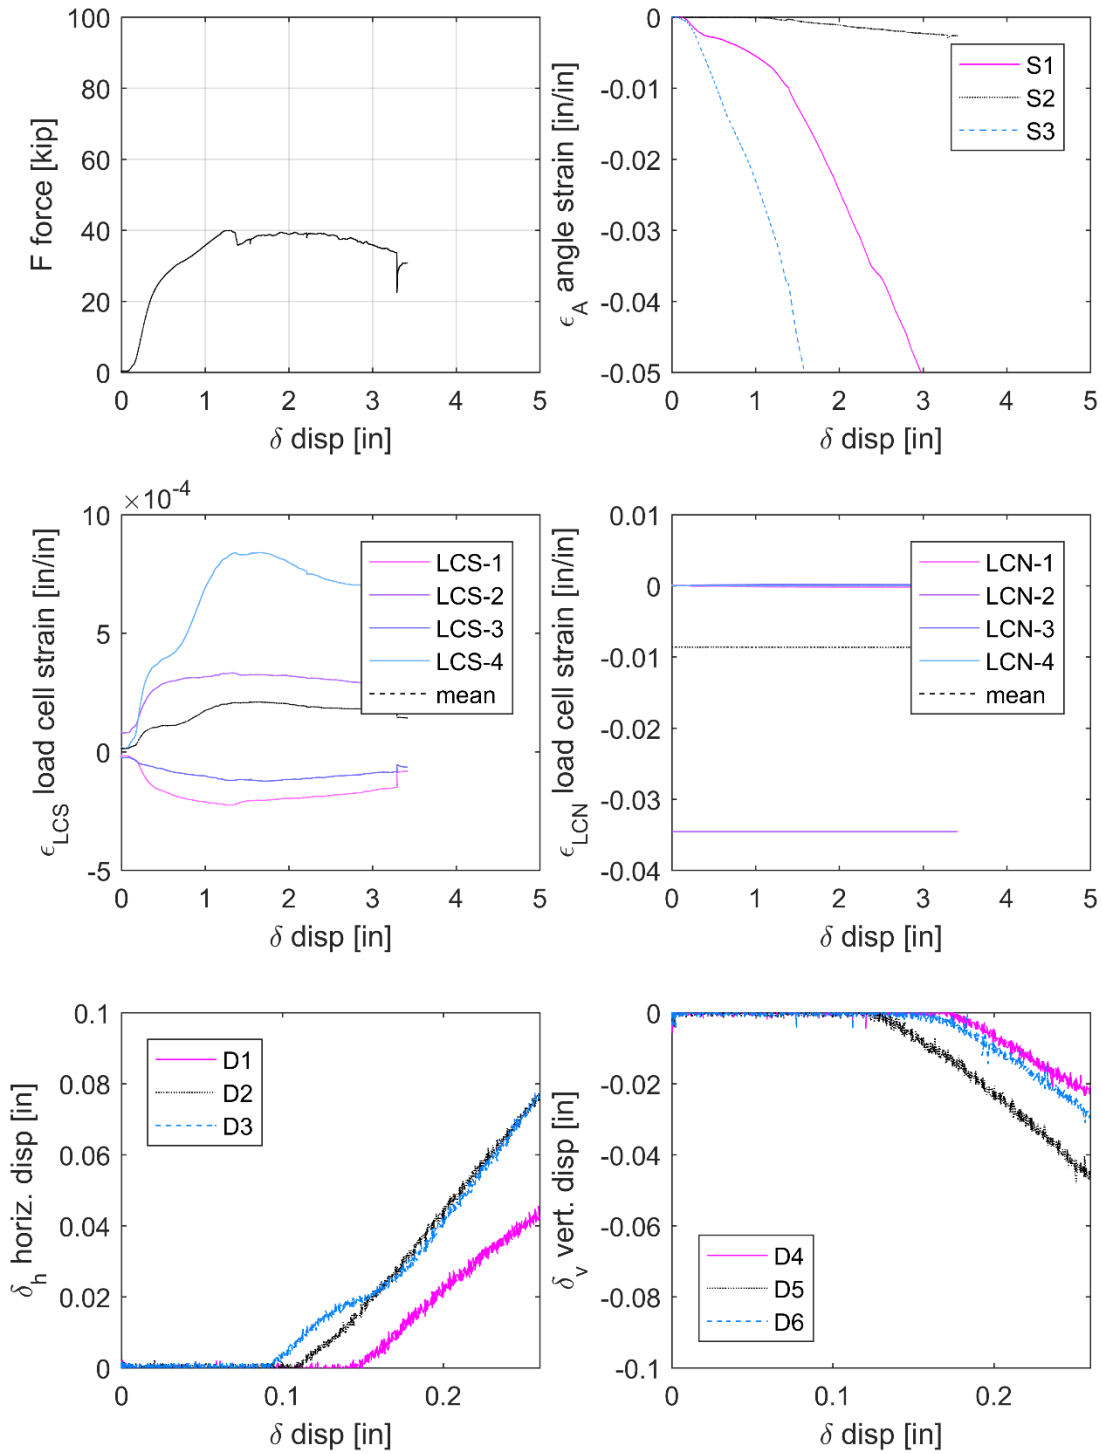 100
80
60
40
20
0
0 1 2 3 4 5
F force [kip]
δ disp [in]
0
-0.01
-0.02
-0.03
-0.04
-0.05
0 1 2 3 4 5
ϵ_A angle strain [in/in]
δ disp [in]
S1
S2
S3
×10^-4
10
5
0
-5
0 1 2 3 4 5
ϵ_LCS load cell strain [in/in]
δ disp [in]
LCS-1
LCS-2
LCS-3
LCS-4
mean
0.01
0
-0.01
-0.02
-0.03
-0.04
0 1 2 3 4 5
ϵ_LCN load cell strain [in/in]
δ disp [in]
LCN-1
LCN-2
LCN-3
LCN-4
mean
0.1
0.08
0.06
0.04
0.02
0
0 0.1 0.2
δ_h horiz. disp [in]
δ disp [in]
D1
D2
D3
0
-0.02
-0.04
-0.06
-0.08
-0.1
0 0.1 0.2
δ_v vert. disp [in]
δ disp [in]
D4
D5
D6